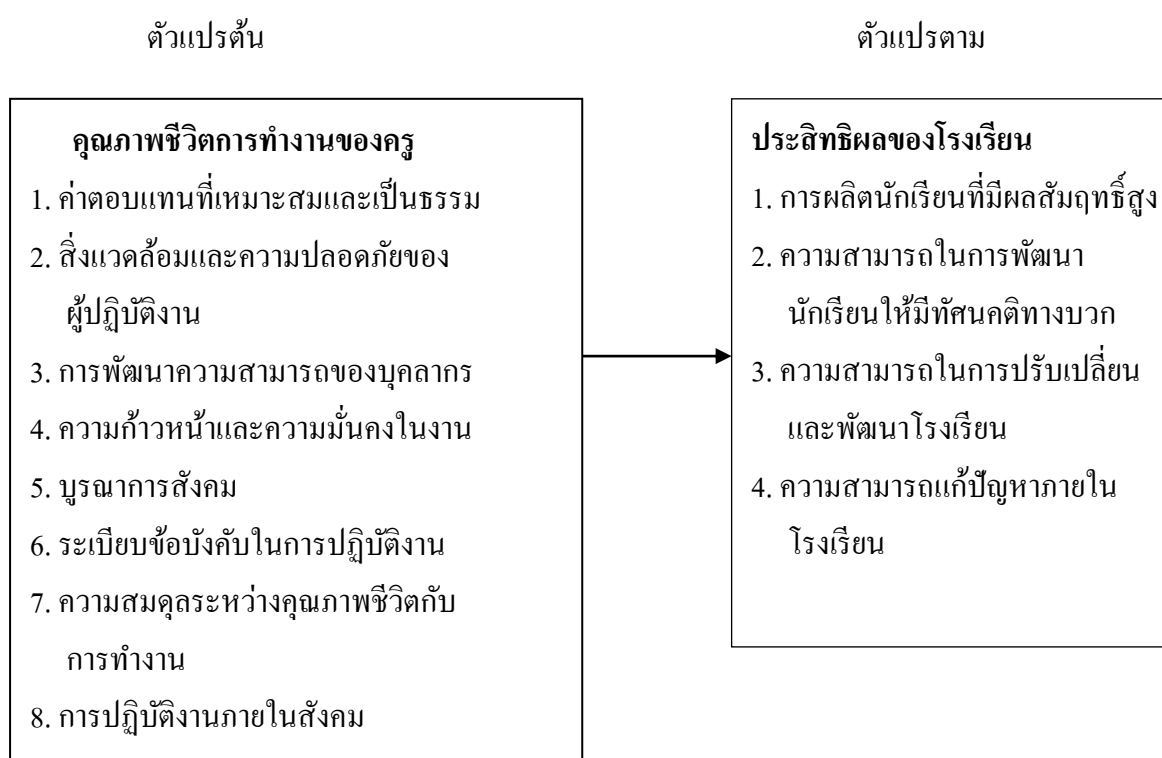 ตัวแปรต้น
ตัวแปรตาม
คุณภาพชีวิตการทำงานของครู
1. ค่าตอบแทนที่เหมาะสมและเป็นธรรม
2. สิ่งแวดล้อมและความปลอดภัยของ
ผู้ปฏิบัติงาน
3. การพัฒนาความสามารถของบุคลากร
4. ความก้าวหน้าและความมั่นคงในงาน
5. บูรณาการสังคม
6. ระเบียบข้อบังคับในการปฏิบัติงาน
7. ความสมดุลระหว่างคุณภาพชีวิตกับ
การทำงาน
8. การปฏิบัติงานภายในสังคม
ประสิทธิผลของโรงเรียน
1. การผลิตนักเรียนที่มีผลสัมฤทธิ์สูง
2. ความสามารถในการพัฒนา
นักเรียนให้มีทัศนคติทางบวก
3. ความสามารถในการปรับเปลี่ยน
และพัฒนาโรงเรียน
4. ความสามารถแก้ปัญหาภายใน
โรงเรียน